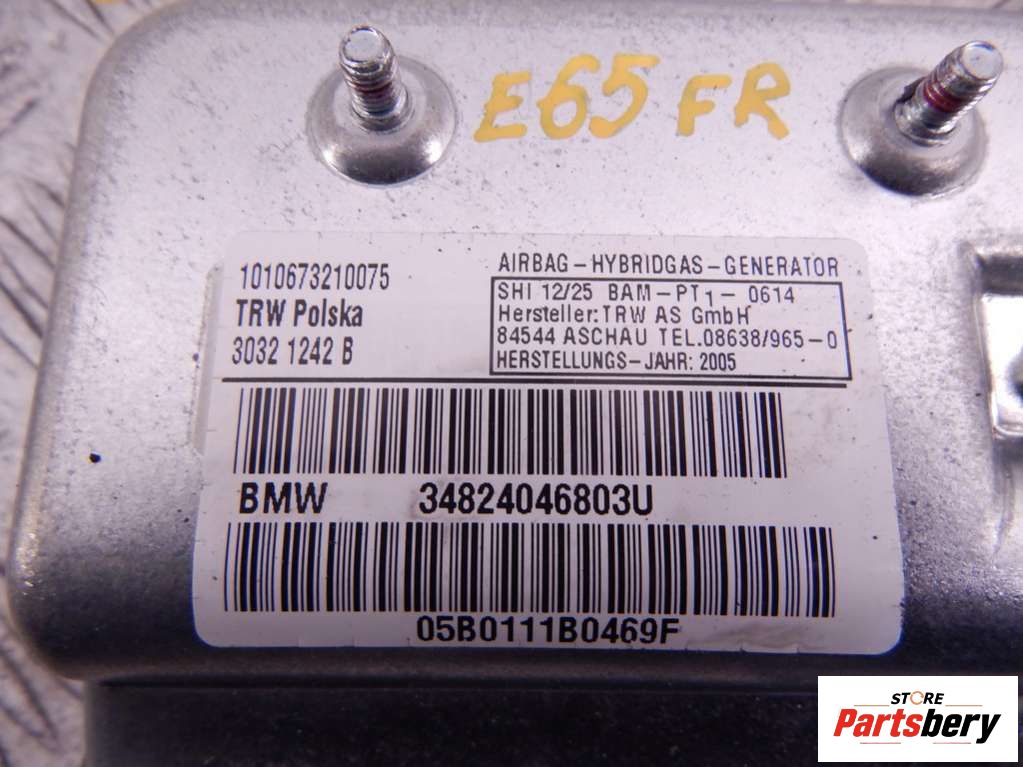 E65 FR
1010673210075
TRW Polska
3032 1242 B
AIRBAG-HYBRIDGAS-GENERATOR
SHI 12/25 BAM-PT1-0614
Hersteller:TRW AS GmbH
84544 ASCHAU TEL.08638/965-0
HERSTELLUNGS-JAHR: 2005
BMW 34824046803U
05B0111B0469F
STORE
Partsbery